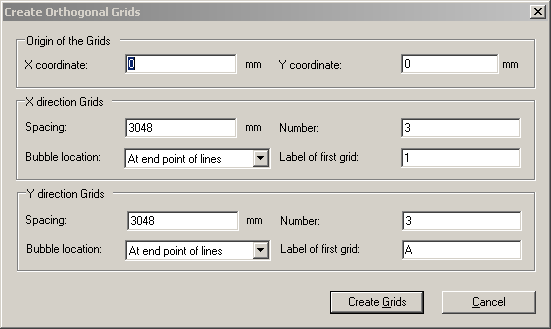 Create Orthogonal Grids
Origin of the Grids
X coordinate: 0 mm Y coordinate: 0 mm
X direction Grids
Spacing: 3048 mm Number: 3
Bubble location: At end point of lines Label of first grid: 1
Y direction Grids
Spacing: 3048 mm Number: 3
Bubble location: At end point of lines Label of first grid: A
Create Grids Cancel